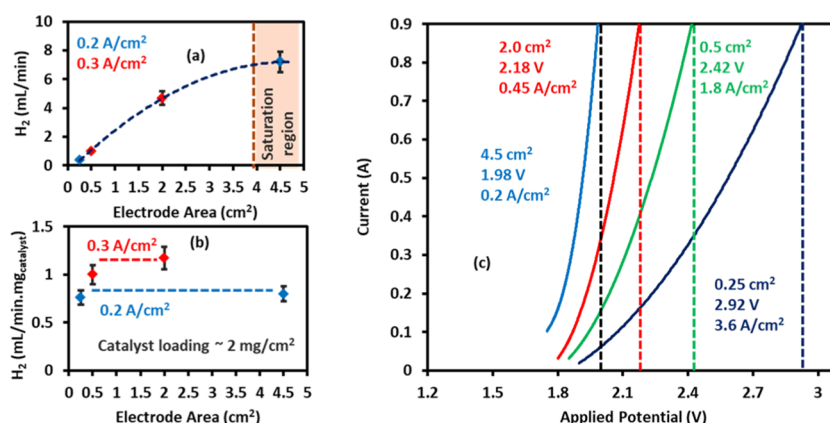 0.2 A/cm²
0.3 A/cm²
(a)
Saturation
region
H₂ (mL/min)
10
8
6
4
2
0
0 0.5 1 1.5 2 2.5 3 3.5 4 4.5 5
Electrode Area (cm²)
0.3 A/cm²
(b)
0.2 A/cm²
Catalyst loading ~ 2 mg/cm²
H₂ (mL/min.mg catalyst)
1.5
1
0.5
0
0 0.5 1 1.5 2 2.5 3 3.5 4 4.5 5
Electrode Area (cm²)
2.0 cm²
2.18 V
0.45 A/cm²
0.5 cm²
2.42 V
1.8 A/cm²
4.5 cm²
1.98 V
0.2 A/cm²
(c)
0.25 cm²
2.92 V
3.6 A/cm²
Current (A)
0.9
0.8
0.7
0.6
0.5
0.4
0.3
0.2
0.1
0
1.2 1.5 1.8 2.1 2.4 2.7 3
Applied Potential (V)